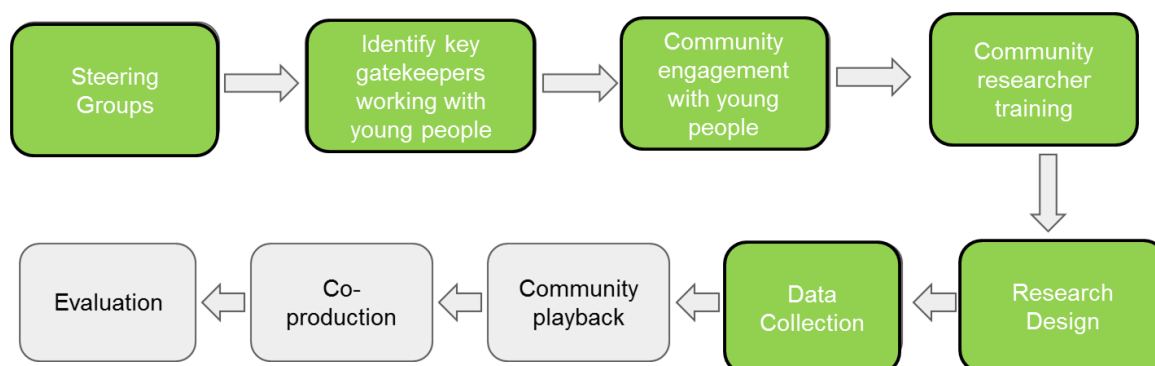 Steering
Groups
Identify key
gatekeepers
working with
young people
Community
engagement
with young
people
Community
researcher
training
Evaluation
Co-
production
Community
playback
Data
Collection
Research
Design